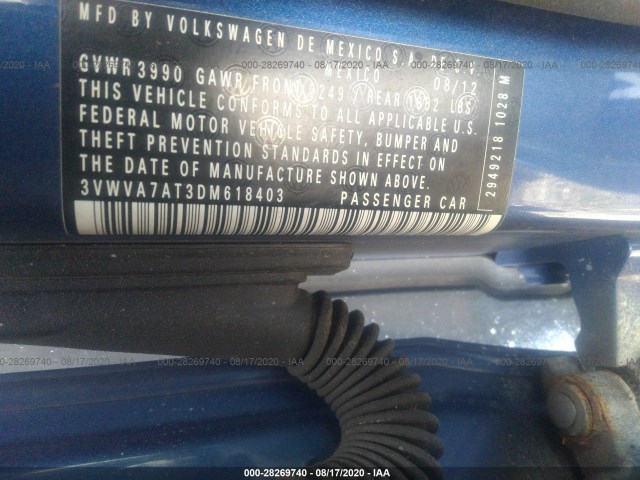 MFD BY VOLKSWAGEN DE MEXICO S.A.
MEXICO 08/12
GVWR 3990 GAWR FRONT REAR LBS
THIS VEHICLE CONFORMS TO ALL APPLICABLE U.S.
FEDERAL MOTOR VEHICLE SAFETY, BUMPER AND
THEFT PREVENTION STANDARDS IN EFFECT ON
THE DATE OF MANUFACTURE SHOWN ABOVE.
3VWVA7AT3DM618403 PASSENGER CAR
2949218 1028 M
000-28269740 - 08/17/2020 - IAA